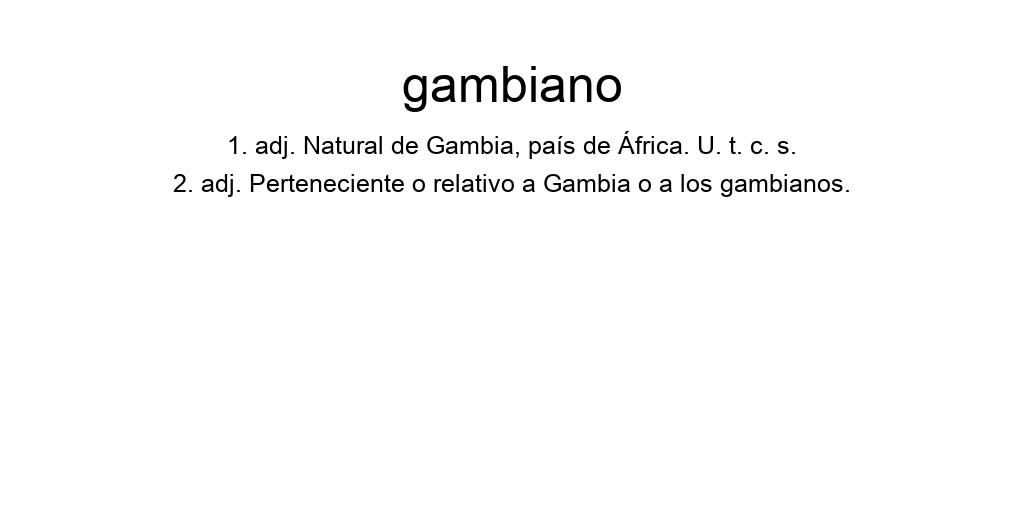 gambiano
1. adj. Natural de Gambia, país de África. U. t. c. s.
2. adj. Perteneciente o relativo a Gambia o a los gambianos.